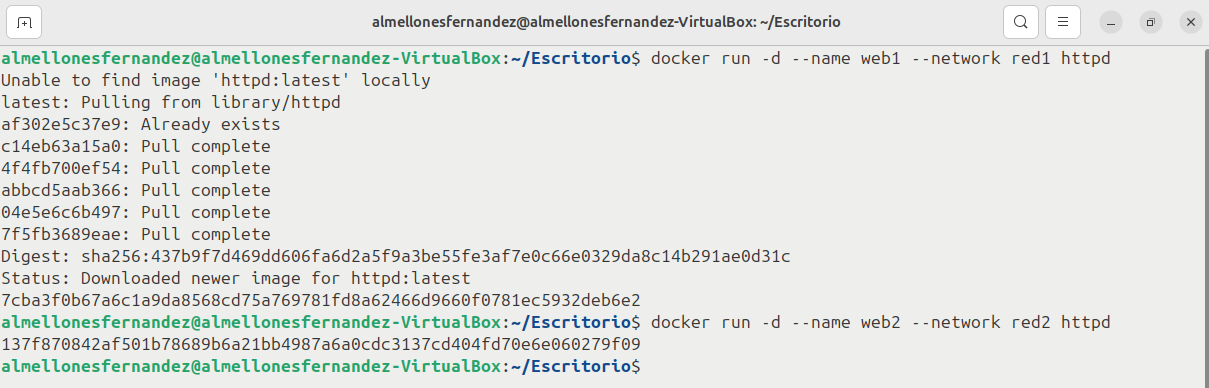 almellonesfernandez@almellonesfernandez-VirtualBox: ~/Escritorio
almellonesfernandez@almellonesfernandez-VirtualBox:~/Escritorio$ docker run -d --name web1 --network red1 httpd
Unable to find image 'httpd:latest' locally
latest: Pulling from library/httpd
af302e5c37e9: Already exists
c14eb63a15a0: Pull complete
4f4fb700ef54: Pull complete
abbcd5aab366: Pull complete
04e5e6c6b497: Pull complete
7f5fb3689eae: Pull complete
Digest: sha256:437b9f7d469dd606fa6d2a5f9a3be55fe3af7e0c66e0329da8c14b291ae0d31c
Status: Downloaded newer image for httpd:latest
7cba3f0b67a6c1a9da8568cd75a769781fd8a62466d9660f0781ec5932deb6e2
almellonesfernandez@almellonesfernandez-VirtualBox:~/Escritorio$ docker run -d --name web2 --network red2 httpd
137f870842af501b78689b6a21bb4987a6a0cdc3137cd404fd70e6e060279f09
almellonesfernandez@almellonesfernandez-VirtualBox:~/Escritorio$